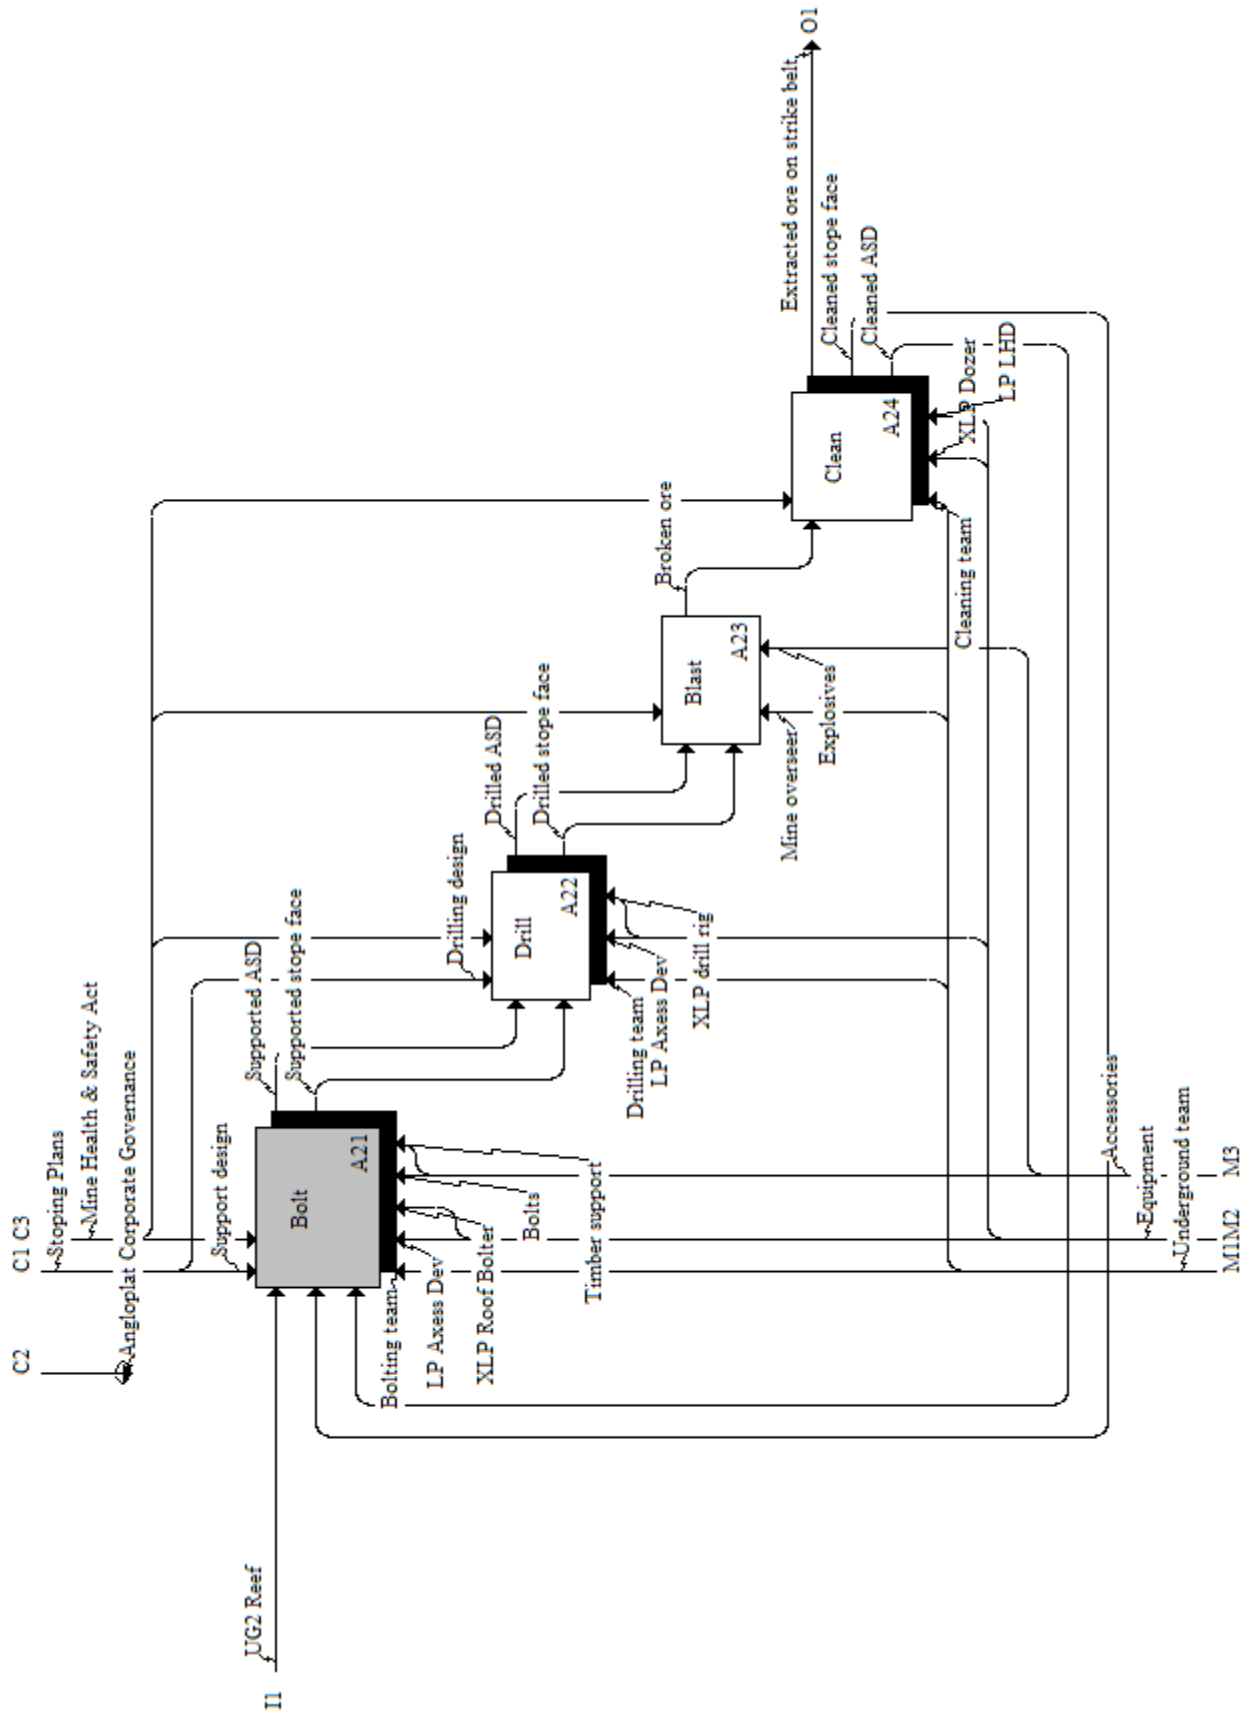 C2
C1 C3
Stoping Plans
Mine Health & Safety Act
Angloplat Corporate Governance
Support design
UG2 Reef
I1
Bolt
A21
Supported ASD
Supported stope face
Drilling design
Drill
A22
Drilled ASD
Drilled stope face
Blast
A23
Broken ore
Clean
A24
Extracted ore on strike belt
O1
Cleaned stope face
Cleaned ASD
Bolting team
LP Axess Dev
XLP Roof Bolter
Bolts
Timber support
Drilling team
LP Axess Dev
XLP drill rig
Mine overseer
Explosives
Cleaning team
XLP Dozer
LP LHD
Accessories
Equipment
Underground team
M1M2
M3